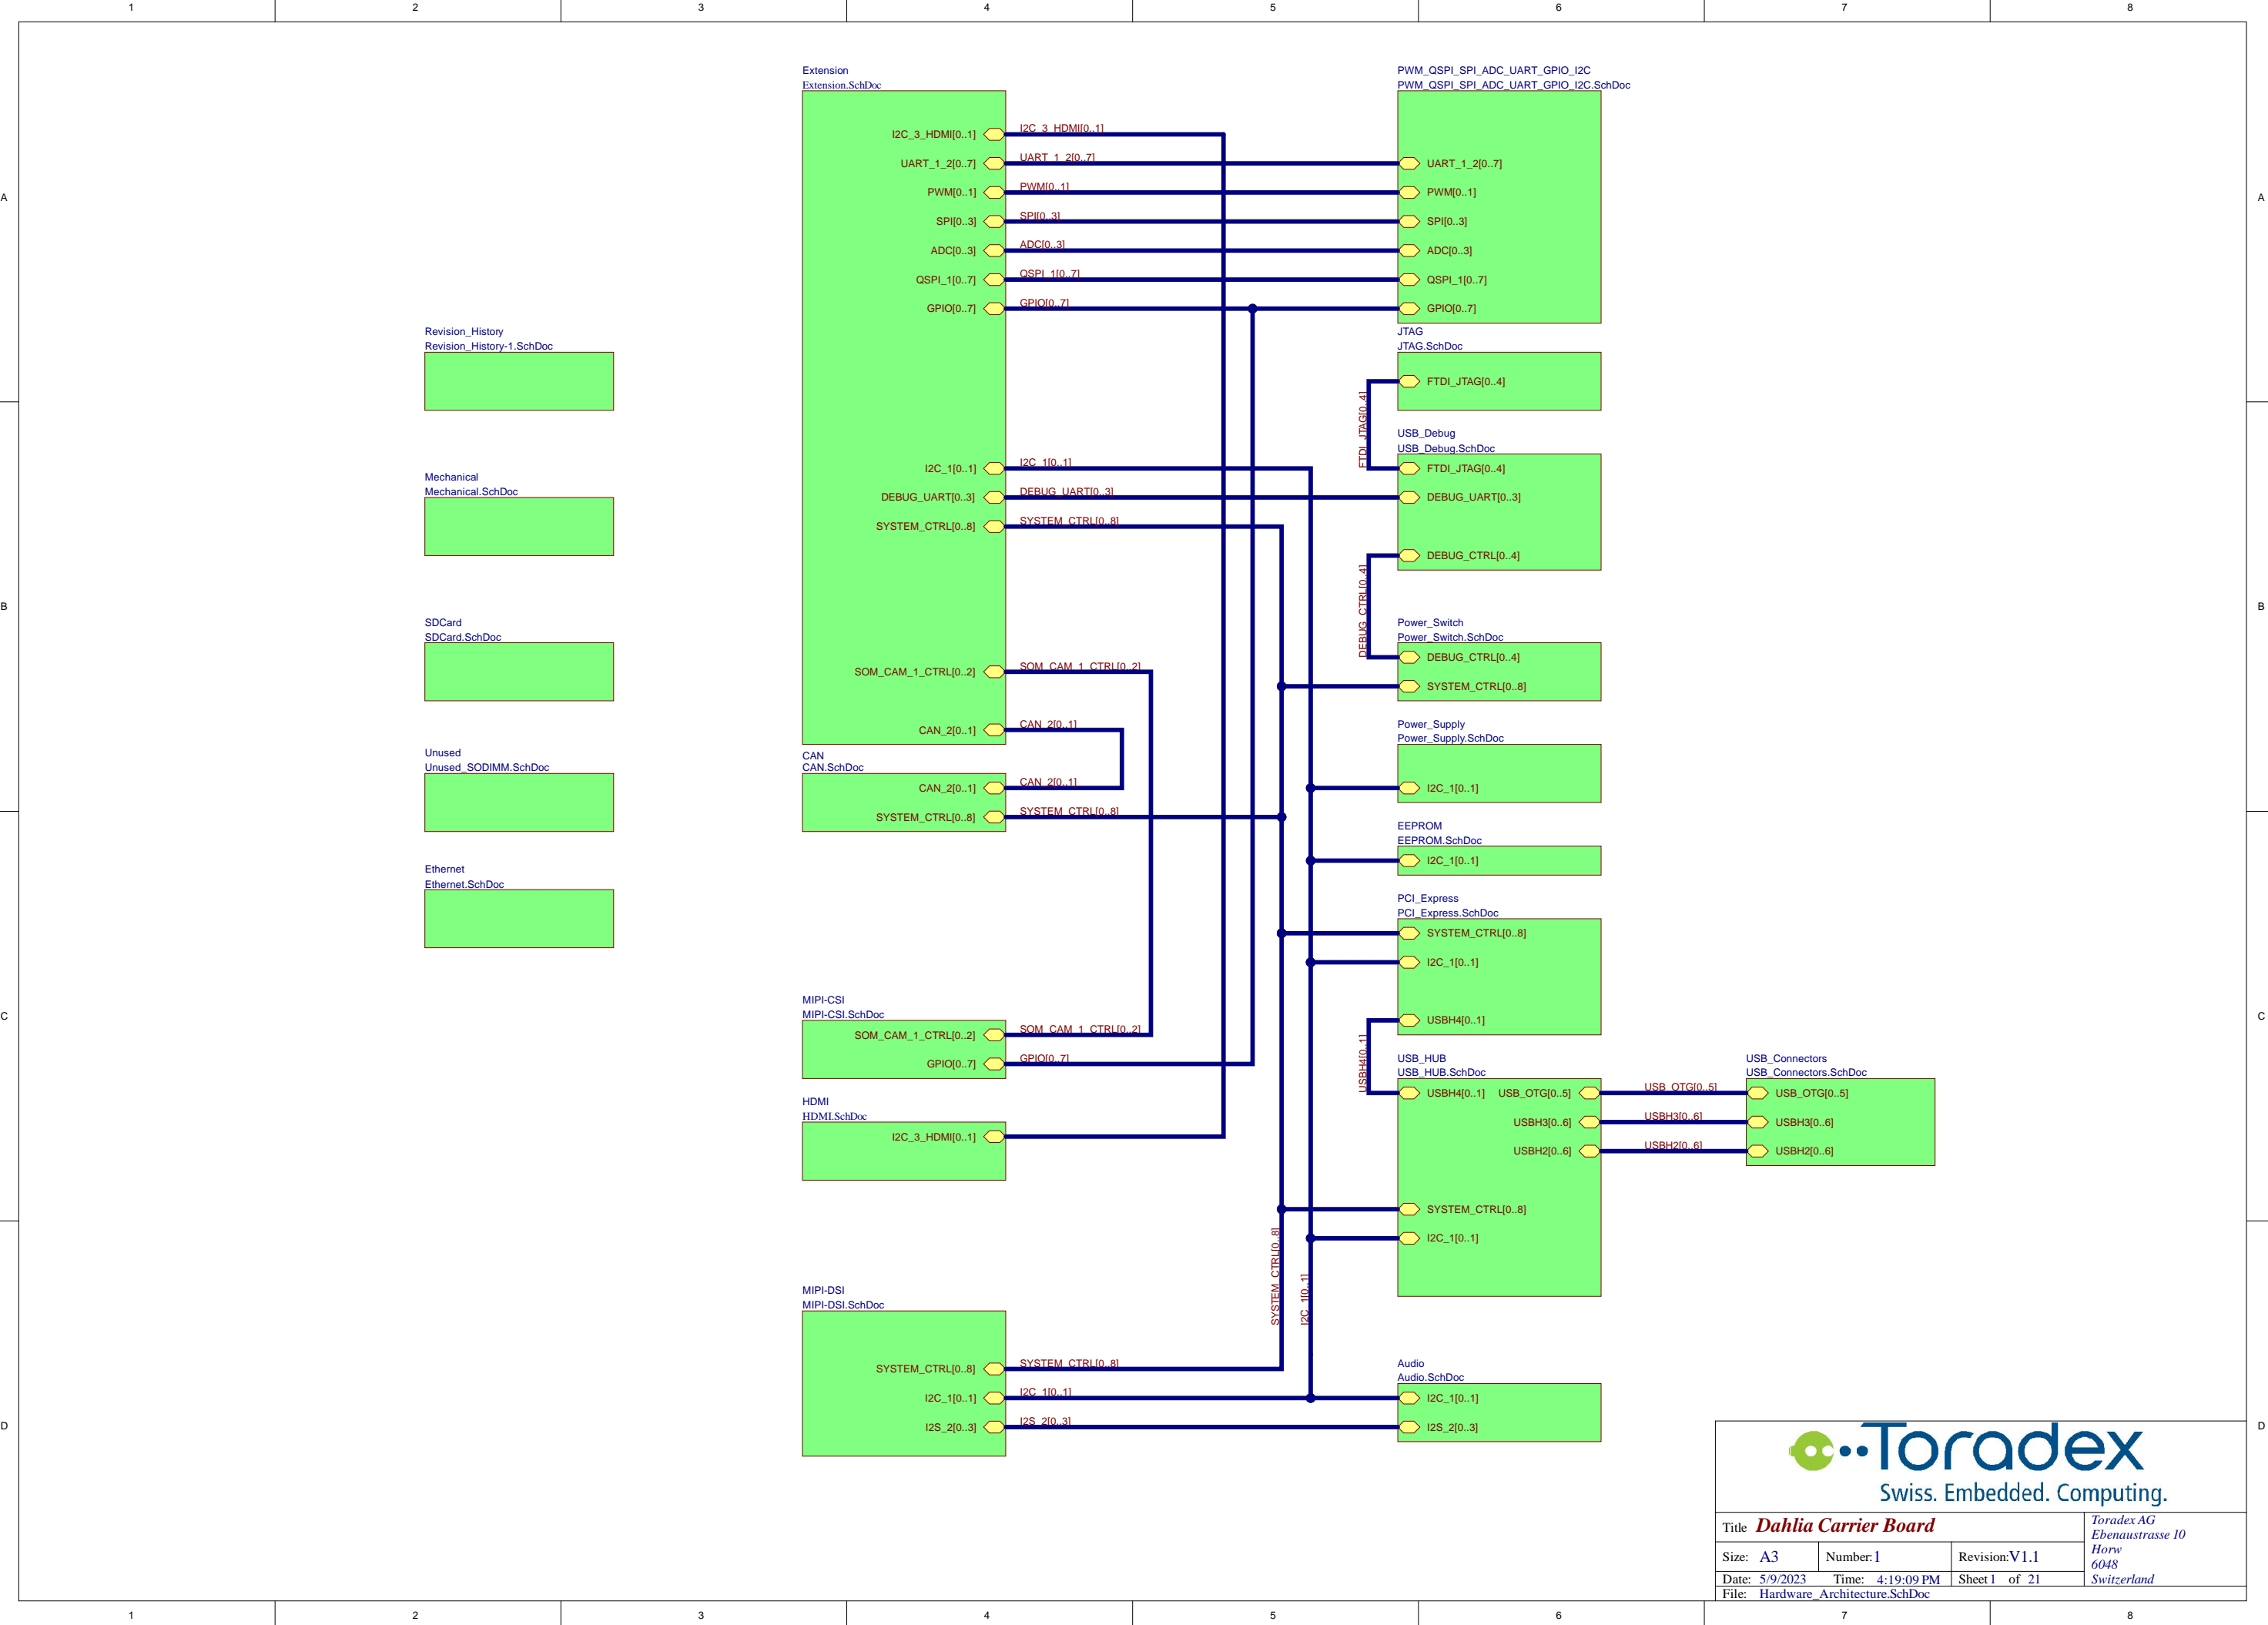 1 2 3 4 5 6 7 8
A
B
C
D
A
B
C
D
Revision_History
Revision_History-1.SchDoc
Mechanical
Mechanical.SchDoc
SDCard
SDCard.SchDoc
Unused
Unused_SODIMM.SchDoc
Ethernet
Ethernet.SchDoc
Extension
Extension.SchDoc
I2C_3_HDMI[0..1] I2C_3_HDMI[0..1]
UART_1_2[0..7] UART_1_2[0..7]
PWM[0..1] PWM[0..1]
SPI[0..3] SPI[0..3]
ADC[0..3] ADC[0..3]
QSPI_1[0..7] QSPI_1[0..7]
GPIO[0..7] GPIO[0..7]
I2C_1[0..1] I2C_1[0..1]
DEBUG_UART[0..3] DEBUG_UART[0..3]
SYSTEM_CTRL[0..8] SYSTEM_CTRL[0..8]
SOM_CAM_1_CTRL[0..2] SOM_CAM_1_CTRL[0..2]
CAN_2[0..1] CAN_2[0..1]
CAN
CAN.SchDoc
CAN_2[0..1] CAN_2[0..1]
SYSTEM_CTRL[0..8] SYSTEM_CTRL[0..8]
MIPI-CSI
MIPI-CSI.SchDoc
SOM_CAM_1_CTRL[0..2] SOM_CAM_1_CTRL[0..2]
GPIO[0..7] GPIO[0..7]
HDMI
HDMI.SchDoc
I2C_3_HDMI[0..1]
MIPI-DSI
MIPI-DSI.SchDoc
SYSTEM_CTRL[0..8] SYSTEM_CTRL[0..8]
I2C_1[0..1] I2C_1[0..1]
I2S_2[0..3] I2S_2[0..3]
SYSTEM_CTRL[0..8]
I2C_1[0..1]
PWM_QSPI_SPI_ADC_UART_GPIO_I2C
PWM_QSPI_SPI_ADC_UART_GPIO_I2C.SchDoc
UART_1_2[0..7]
PWM[0..1]
SPI[0..3]
ADC[0..3]
QSPI_1[0..7]
GPIO[0..7]
JTAG
JTAG.SchDoc
FTDI_JTAG[0..4]
FTDI_JTAG[0..4]
USB_Debug
USB_Debug.SchDoc
FTDI_JTAG[0..4]
DEBUG_UART[0..3]
DEBUG_CTRL[0..4]
DEBUG_CTRL[0..4]
Power_Switch
Power_Switch.SchDoc
DEBUG_CTRL[0..4]
SYSTEM_CTRL[0..8]
Power_Supply
Power_Supply.SchDoc
I2C_1[0..1]
EEPROM
EEPROM.SchDoc
I2C_1[0..1]
PCI_Express
PCI_Express.SchDoc
SYSTEM_CTRL[0..8]
I2C_1[0..1]
USBH4[0..1]
USBH4[0..1]
USB_HUB
USB_HUB.SchDoc
USBH4[0..1] USB_OTG[0..5] USB_OTG[0..5]
USBH3[0..6] USBH3[0..6]
USBH2[0..6] USBH2[0..6]
SYSTEM_CTRL[0..8]
I2C_1[0..1]
USB_Connectors
USB_Connectors.SchDoc
USB_OTG[0..5]
USBH3[0..6]
USBH2[0..6]
Audio
Audio.SchDoc
I2C_1[0..1]
I2S_2[0..3]
Toradex
Swiss. Embedded. Computing.
Title Dahlia Carrier Board
Size: A3 Number: 1 Revision: V1.1
Date: 5/9/2023 Time: 4:19:09 PM Sheet 1 of 21
File: Hardware_Architecture.SchDoc
Toradex AG
Ebenaustrasse 10
Horw
6048
Switzerland
1 2 3 4 5 6 7 8